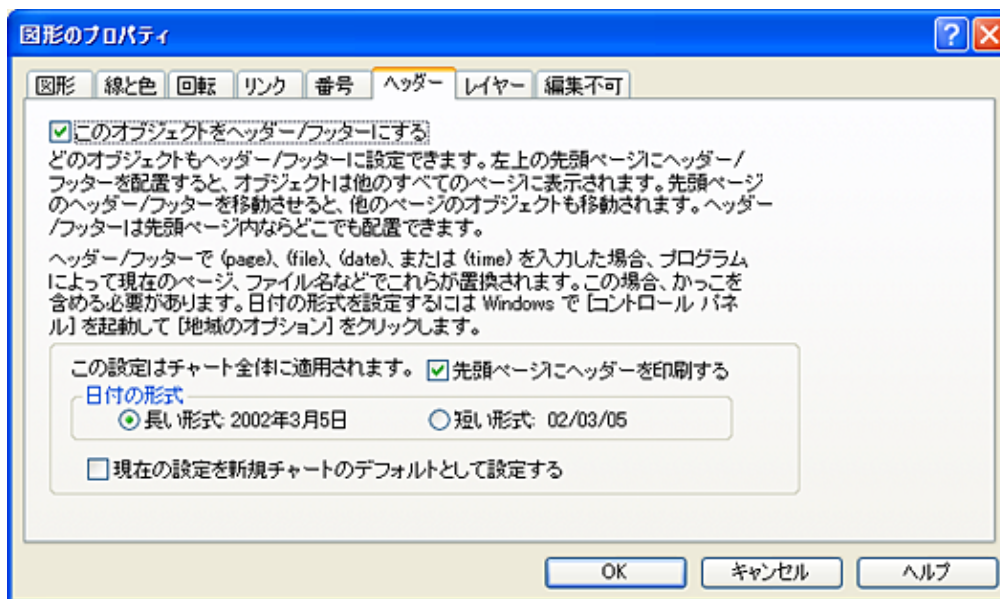 図形のプロパティ
図形 線と色 回転 リンク 番号 ヘッダー レイヤー 編集不可
このオブジェクトをヘッダー/フッターにする
どのオブジェクトもヘッダー/フッターに設定できます。左上の先頭ページにヘッダー/
フッターを配置すると、オブジェクトは他のすべてのページに表示されます。先頭ページ
のヘッダー/フッターを移動させると、他のページのオブジェクトも移動されます。ヘッダー
/フッターは先頭ページ内ならどこでも配置できます。
ヘッダー/フッターで (page)、(file)、(date)、または (time) を入力した場合、プログラム
によって現在のページ、ファイル名などでこれらが置換されます。この場合、かっこを
含める必要があります。日付の形式を設定するには Windows で [コントロール パネ
ル] を起動して [地域のオプション] をクリックします。
この設定はチャート全体に適用されます。 先頭ページにヘッダーを印刷する
日付の形式
長い形式: 2002年3月5日 短い形式: 02/03/05
現在の設定を新規チャートのデフォルトとして設定する
OK キャンセル ヘルプ